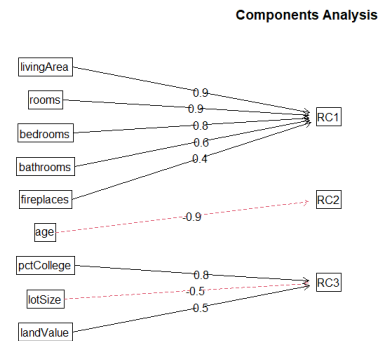 Components Analysis
livingArea
0.9
rooms
0.9
RC1
bedrooms
0.8
bathrooms
0.6
fireplaces
0.4
RC2
age
-0.9
pctCollege
0.8
RC3
lotSize
-0.5
landValue
0.5